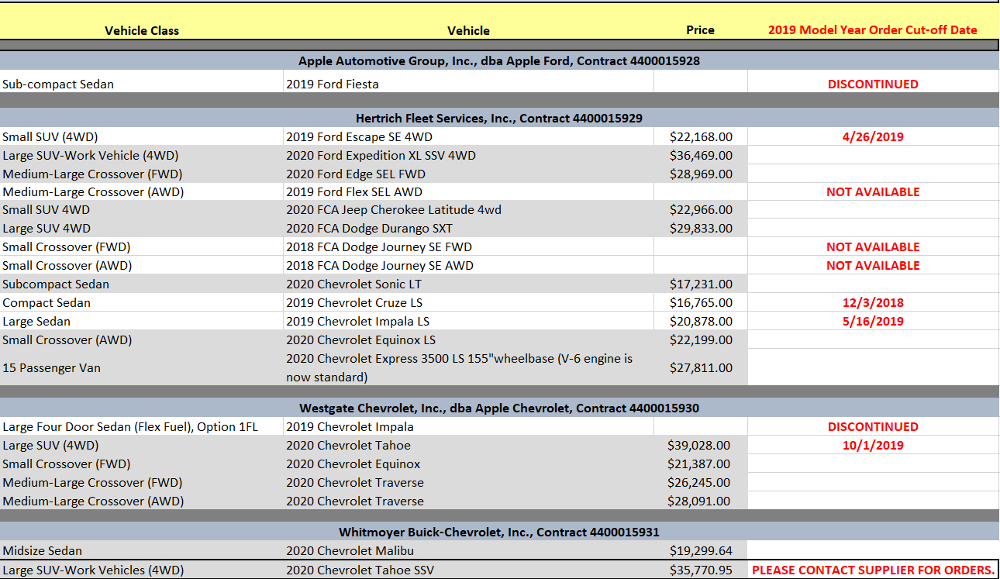 Vehicle Class Vehicle Price 2019 Model Year Order Cut-off Date
Apple Automotive Group, Inc., dba Apple Ford, Contract 4400015928
Sub-compact Sedan 2019 Ford Fiesta DISCONTINUED
Hertrich Fleet Services, Inc., Contract 4400015929
Small SUV (4WD) 2019 Ford Escape SE 4WD $22,168.00 4/26/2019
Large SUV-Work Vehicle (4WD) 2020 Ford Expedition XL SSV 4WD $36,469.00
Medium-Large Crossover (FWD) 2020 Ford Edge SEL FWD $28,969.00
Medium-Large Crossover (AWD) 2019 Ford Flex SEL AWD NOT AVAILABLE
Small SUV 4WD 2020 FCA Jeep Cherokee Latitude 4wd $22,966.00
Large SUV 4WD 2020 FCA Dodge Durango SXT $29,833.00
Small Crossover (FWD) 2018 FCA Dodge Journey SE FWD NOT AVAILABLE
Small Crossover (AWD) 2018 FCA Dodge Journey SE AWD NOT AVAILABLE
Subcompact Sedan 2020 Chevrolet Sonic LT $17,231.00
Compact Sedan 2019 Chevrolet Cruze LS $16,765.00 12/3/2018
Large Sedan 2019 Chevrolet Impala LS $20,878.00 5/16/2019
Small Crossover (AWD) 2020 Chevrolet Equinox LS $22,199.00
15 Passenger Van 2020 Chevrolet Express 3500 LS 155"wheelbase (V-6 engine is $27,811.00
now standard)
Westgate Chevrolet, Inc., dba Apple Chevrolet, Contract 4400015930
Large Four Door Sedan (Flex Fuel), Option 1FL 2019 Chevrolet Impala DISCONTINUED
Large SUV (4WD) 2020 Chevrolet Tahoe $39,028.00 10/1/2019
Small Crossover (FWD) 2020 Chevrolet Equinox $21,387.00
Medium-Large Crossover (FWD) 2020 Chevrolet Traverse $26,245.00
Medium-Large Crossover (AWD) 2020 Chevrolet Traverse $28,091.00
Whitmoyer Buick-Chevrolet, Inc., Contract 4400015931
Midsize Sedan 2020 Chevrolet Malibu $19,299.64
Large SUV-Work Vehicles (4WD) 2020 Chevrolet Tahoe SSV $35,770.95 PLEASE CONTACT SUPPLIER FOR ORDERS.